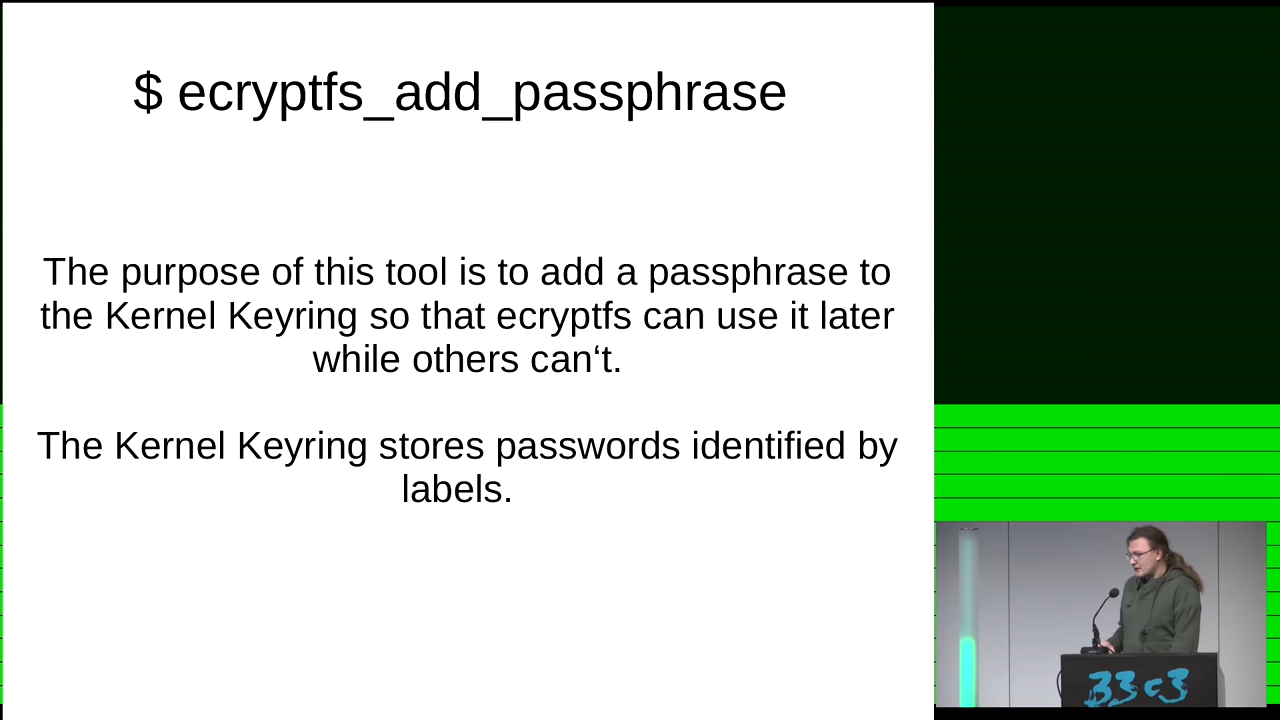 $ ecryptfs_add_passphrase
The purpose of this tool is to add a passphrase to
the Kernel Keyring so that ecryptfs can use it later
while others can‘t.
The Kernel Keyring stores passwords identified by
labels.
33c3